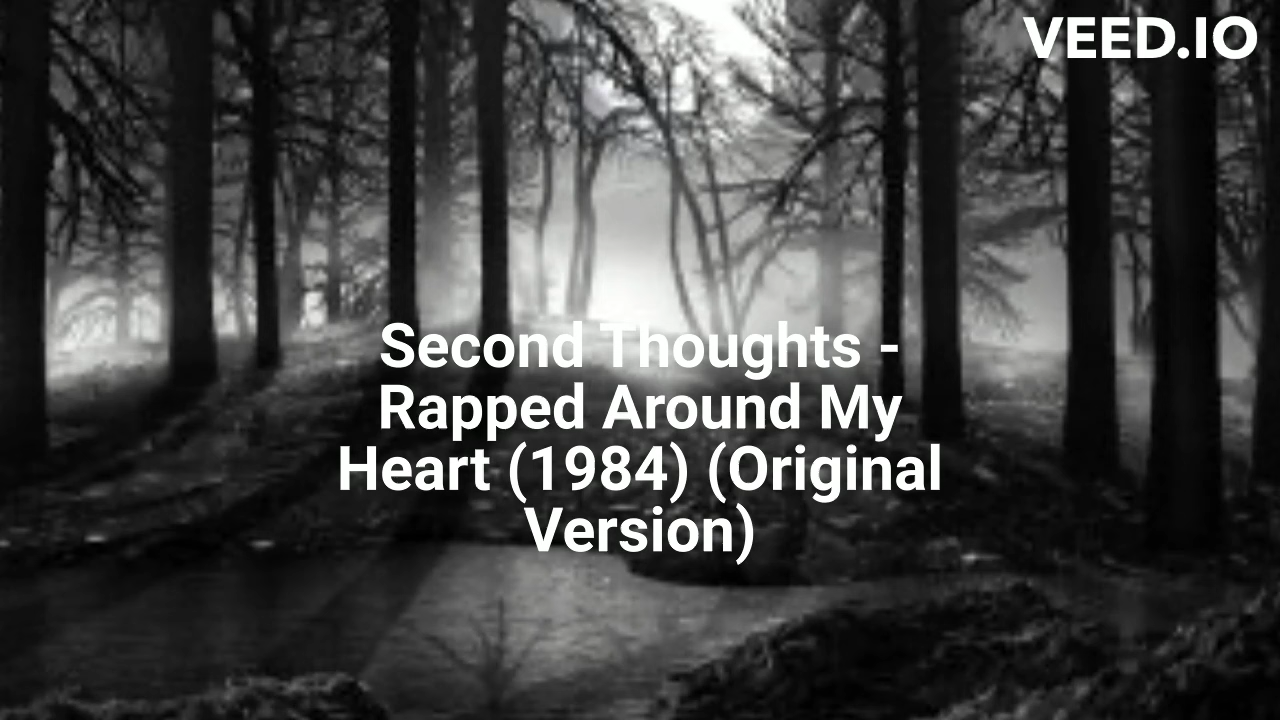 VEED.IO
Second Thoughts -
Rapped Around My
Heart (1984) (Original
Version)